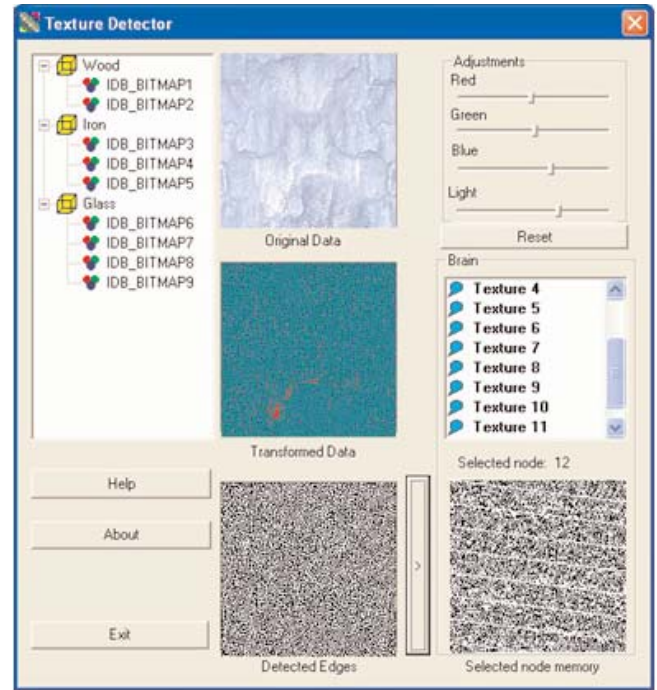 Texture Detector
Wood
IDB_BITMAP1
IDB_BITMAP2
Iron
IDB_BITMAP3
IDB_BITMAP4
IDB_BITMAP5
Glass
IDB_BITMAP6
IDB_BITMAP7
IDB_BITMAP8
IDB_BITMAP9
Help
About
Exit
Original Data
Transformed Data
Detected Edges
>
Adjustments
Red
Green
Blue
Light
Reset
Brain
Texture 4
Texture 5
Texture 6
Texture 7
Texture 8
Texture 9
Texture 10
Texture 11
Selected node: 12
Selected node memory